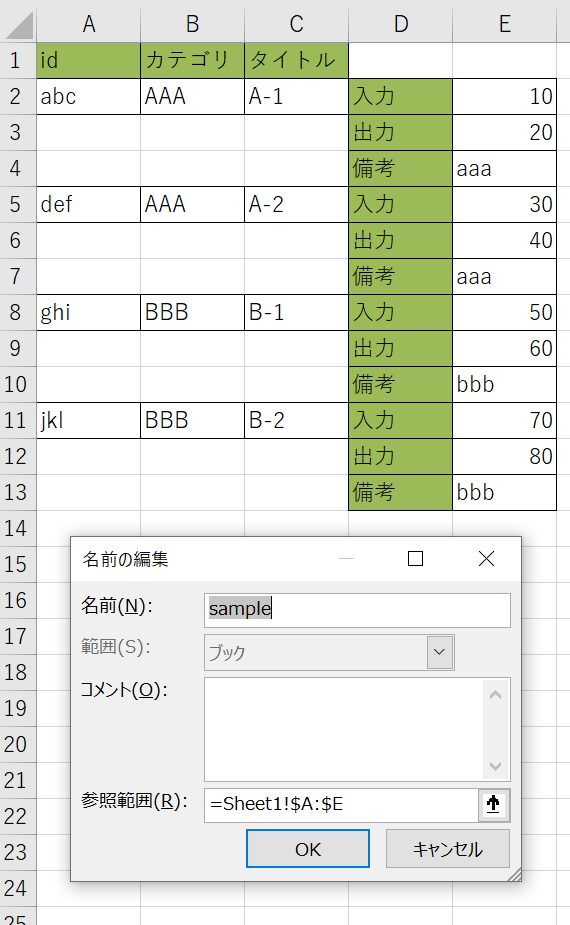 A B C D E
1 id カテゴリ タイトル
2 abc AAA A-1 入力 10
3 出力 20
4 備考 aaa
5 def AAA A-2 入力 30
6 出力 40
7 備考 aaa
8 ghi BBB B-1 入力 50
9 出力 60
10 備考 bbb
11 jkl BBB B-2 入力 70
12 出力 80
13 備考 bbb
14
15
16
17
18
19
20
21
22
23
24
25
名前の編集
名前(N): sample
範囲(S): ブック
コメント(O):
参照範囲(R): =Sheet1!$A:$E
OK キャンセル